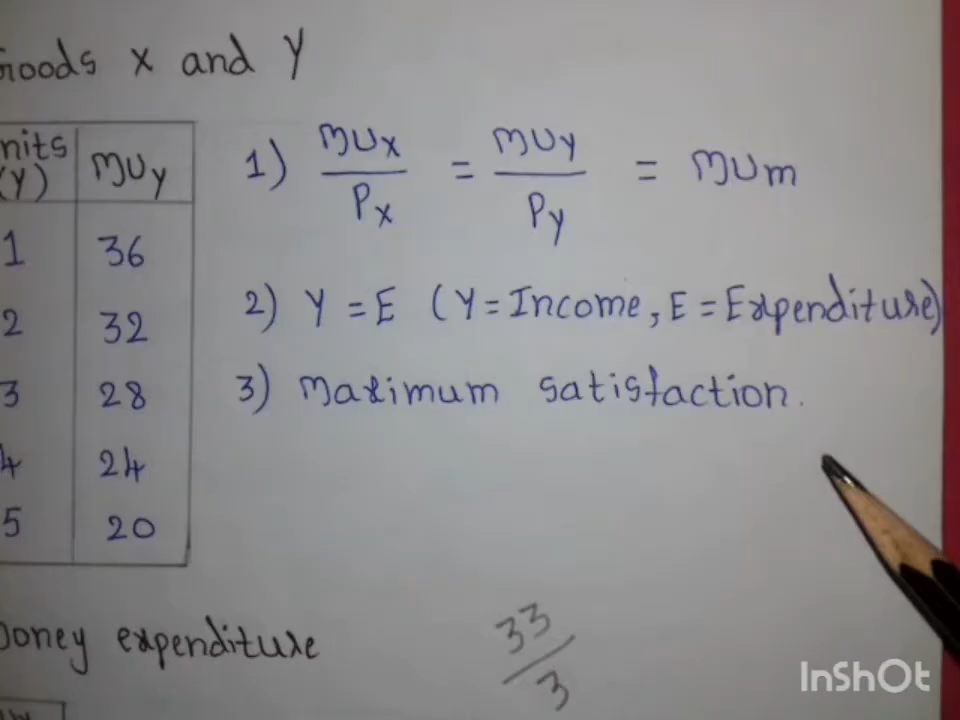 Goods X and Y
nits (Y) MUy
1 36
2 32
3 28
4 24
5 20
1) MUx/Px = MUy/Py = MUm
2) Y = E (Y = Income, E = Expenditure)
3) Maximum satisfaction.
oney expenditure
33/3
InShOt